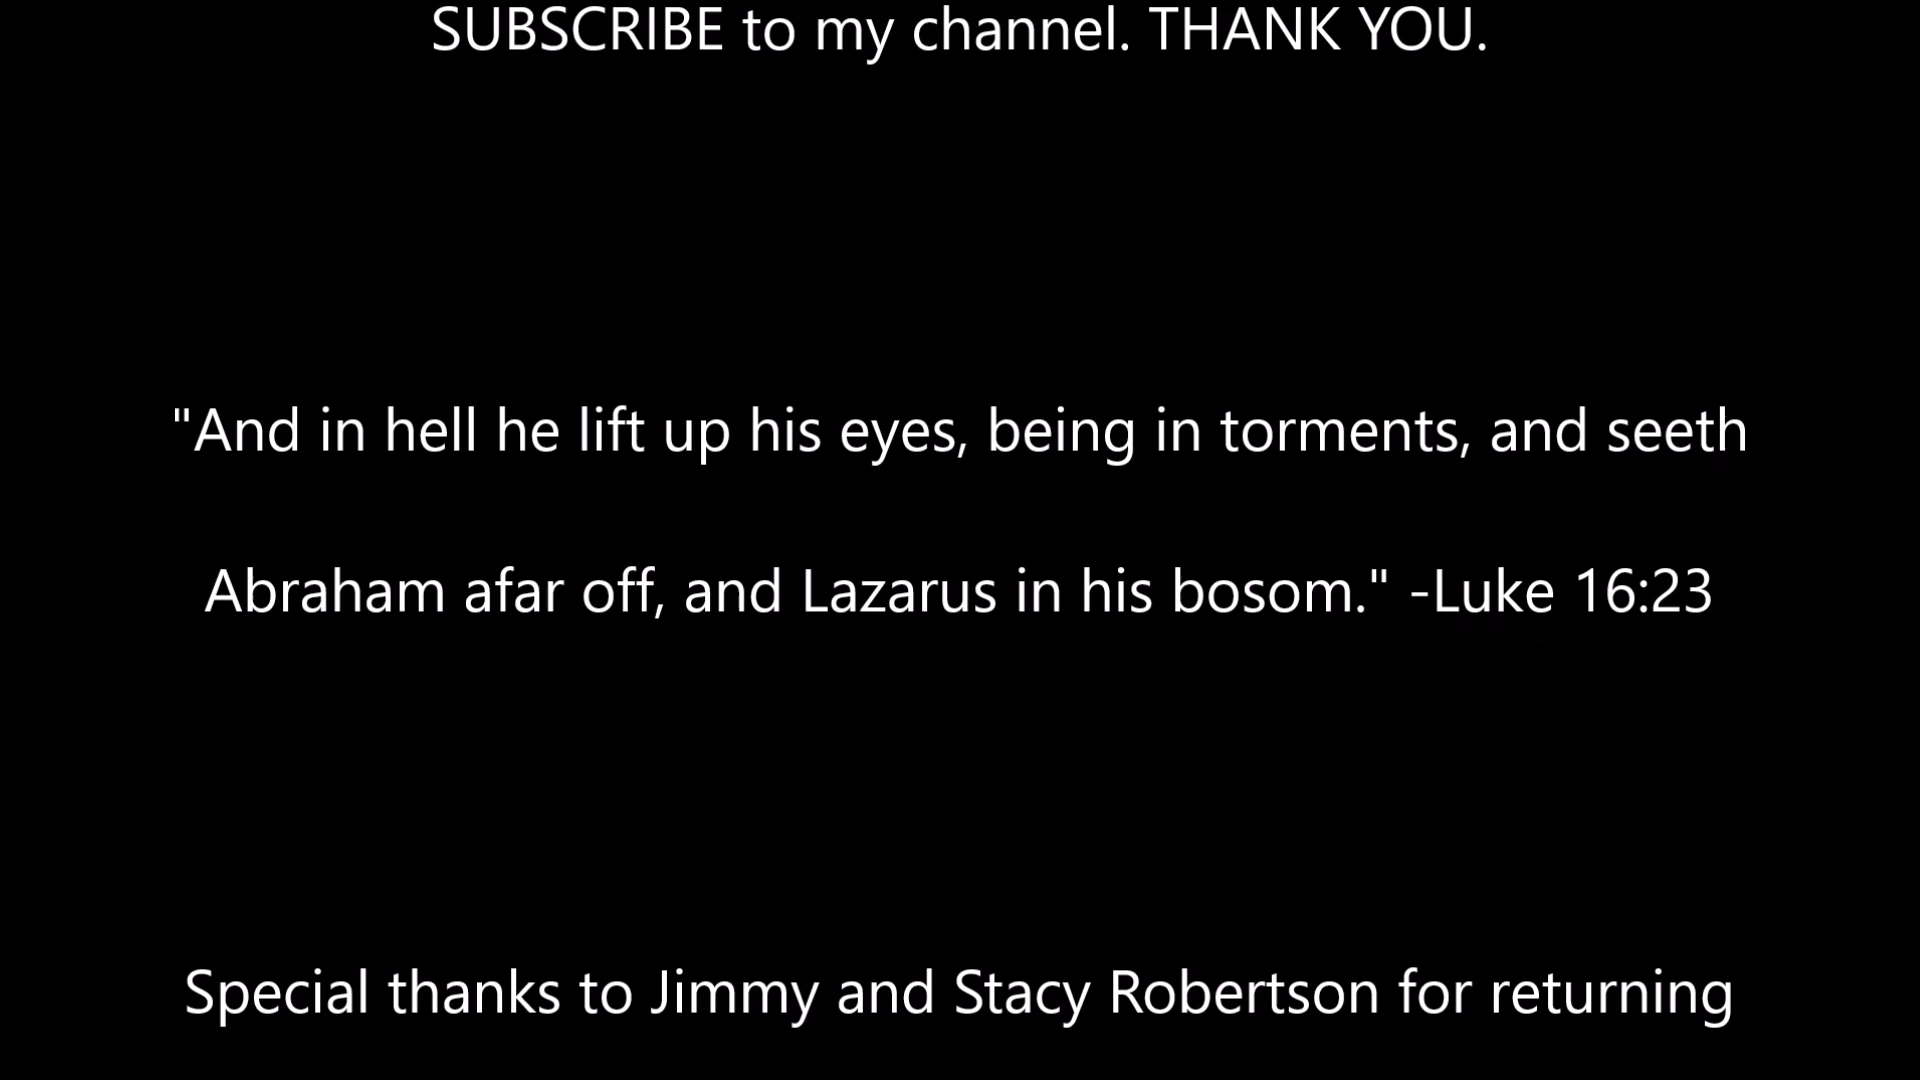 SUBSCRIBE to my channel. THANK YOU.
"And in hell he lift up his eyes, being in torments, and seeth
Abraham afar off, and Lazarus in his bosom." -Luke 16:23
Special thanks to Jimmy and Stacy Robertson for returning